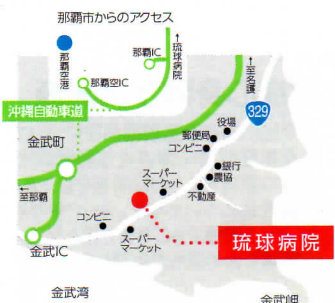 那覇市からのアクセス
那覇空港
那覇IC
那覇空IC
↑琉球病院
沖縄自動車道
↑至名護
329
金武町
役場
郵便局
コンビニ
銀行
農協
不動産
スーパー
マーケット
←至那覇
コンビニ
スーパー
マーケット
琉球病院
金武IC
金武湾
金武岬